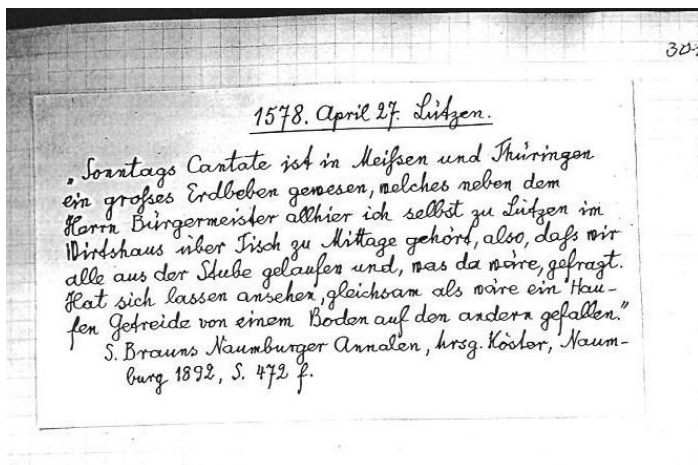 1578. April 27. Lützen.
„Sonntags Cantate ist in Meißen und Thüringen
ein großes Erdbeben gewesen, welches neben dem
Herrn Bürgermeister allhier ich selbst zu Lützen im
Wirtshaus über Tisch zu Mittage gehört, also, daß wir
alle aus der Stube gelaufen und, was da wäre, gefragt.
Hat sich lassen ansehen, gleichsam als wäre ein Hau-
fen Getreide von einem Boden auf den andern gefallen."
S. Brauns Naumburger Annalen, hrsg. Köster, Naum-
burg 1892, S. 472 f.